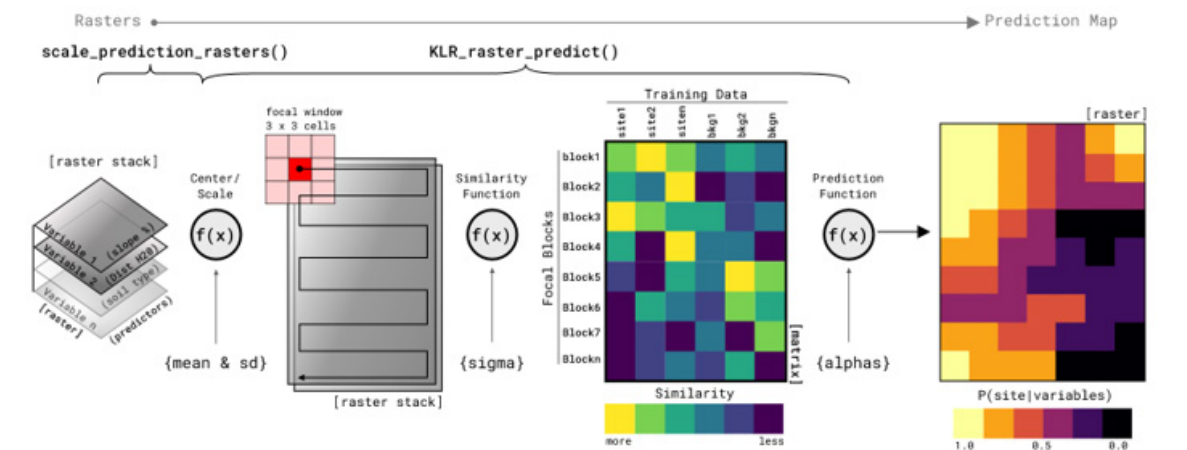 Rasters
Prediction Map
scale_prediction_rasters()
KLR_raster_predict()
[raster stack]
Variable 1 (slope %)
Variable 2 (Dist H20)
(soil type)
Variable n
[raster]
(predictors)
Center/
Scale
f(x)
{mean & sd}
focal window
3 x 3 cells
[raster stack]
Similarity
Function
f(x)
{sigma}
Training Data
site1
site2
siten
bkg1
bkg2
bkgn
Focal Blocks
block1
Block2
Block3
Block4
Block5
Block6
Block7
Blockn
[matrix]
Similarity
more
less
Prediction
Function
f(x)
{alphas}
[raster]
P(site|variables)
1.0
0.5
0.0